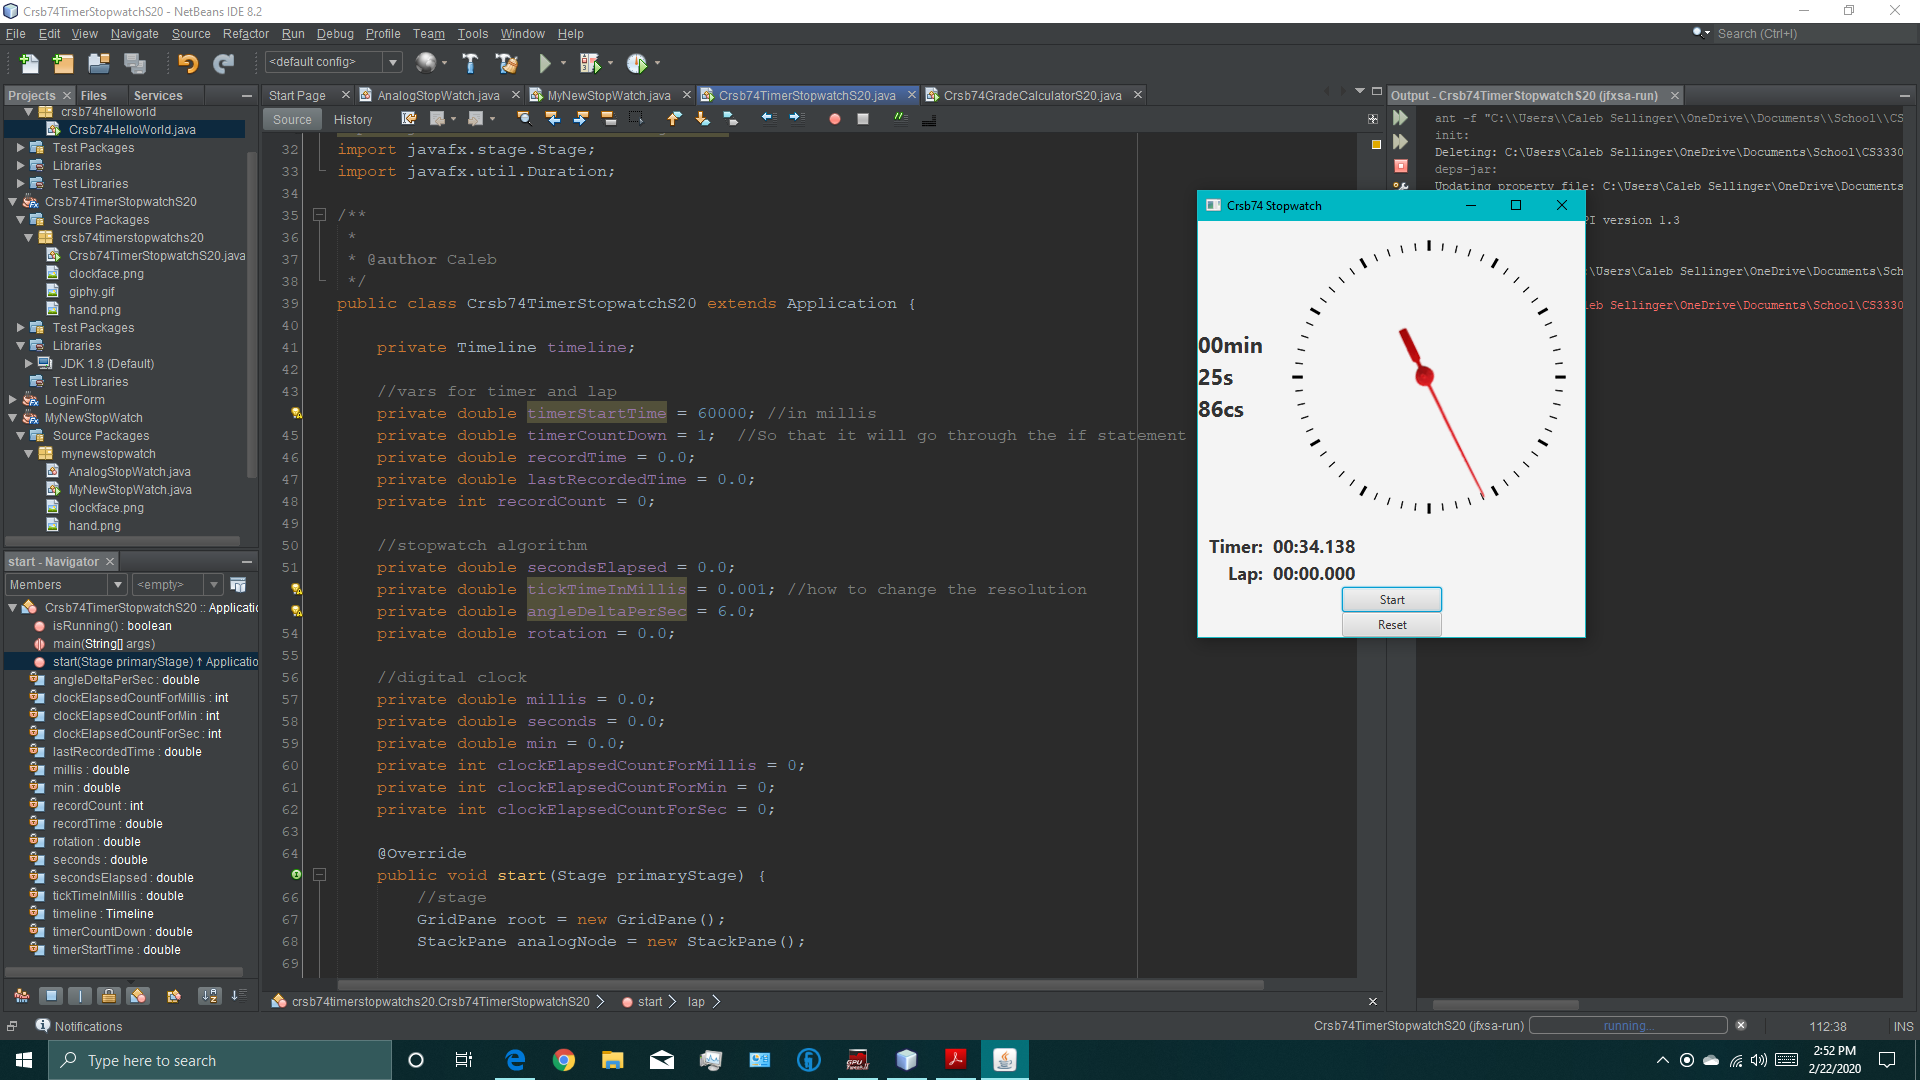 Crsb74TimerStopwatchS20 - NetBeans IDE 8.2
File Edit View Navigate Source Refactor Run Debug Profile Team Tools Window Help
Search (Ctrl+I)
<default config>
Projects Files Services
crsb74helloworld
Crsb74HelloWorld.java
Test Packages
Libraries
Test Libraries
Crsb74TimerStopwatchS20
Source Packages
crsb74timerstopwatchs20
Crsb74TimerStopwatchS20.java
clockface.png
giphy.gif
hand.png
Test Packages
Libraries
JDK 1.8 (Default)
Test Libraries
LoginForm
MyNewStopWatch
Source Packages
mynewstopwatch
AnalogStopWatch.java
MyNewStopWatch.java
clockface.png
hand.png
start - Navigator
Members <empty>
Crsb74TimerStopwatchS20 :: Applicatio
isRunning() : boolean
main(String[] args)
start(Stage primaryStage) ↑ Applicatio
angleDeltaPerSec : double
clockElapsedCountForMillis : int
clockElapsedCountForMin : int
clockElapsedCountForSec : int
lastRecordedTime : double
millis : double
min : double
recordCount : int
recordTime : double
rotation : double
seconds : double
secondsElapsed : double
tickTimeInMillis : double
timeline : Timeline
timerCountDown : double
timerStartTime : double
Start Page AnalogStopWatch.java MyNewStopWatch.java Crsb74TimerStopwatchS20.java Crsb74GradeCalculatorS20.java
Source History
32 import javafx.stage.Stage;
33 import javafx.util.Duration;
34
35 /**
36 *
37 * @author Caleb
38 */
39 public class Crsb74TimerStopwatchS20 extends Application {
40
41 private Timeline timeline;
42
43 //vars for timer and lap
private double timerStartTime = 60000; //in millis
45 private double timerCountDown = 1; //So that it will go through the if statement
46 private double recordTime = 0.0;
47 private double lastRecordedTime = 0.0;
48 private int recordCount = 0;
49
50 //stopwatch algorithm
51 private double secondsElapsed = 0.0;
private double tickTimeInMillis = 0.001; //how to change the resolution
private double angleDeltaPerSec = 6.0;
54 private double rotation = 0.0;
55
56 //digital clock
57 private double millis = 0.0;
58 private double seconds = 0.0;
59 private double min = 0.0;
60 private int clockElapsedCountForMillis = 0;
61 private int clockElapsedCountForMin = 0;
62 private int clockElapsedCountForSec = 0;
63
64 @Override
public void start(Stage primaryStage) {
66 //stage
67 GridPane root = new GridPane();
68 StackPane analogNode = new StackPane();
69
crsb74timerstopwatchs20.Crsb74TimerStopwatchS20 start lap
Output - Crsb74TimerStopwatchS20 (jfxsa-run)
ant -f "C:\\Users\\Caleb Sellinger\\OneDrive\\Documents\\School\\CS
init:
Deleting: C:\Users\Caleb Sellinger\OneDrive\Documents\School\CS3330
deps-jar:
Updating property file: C:\Users\Caleb Sellinger\OneDrive\Documents
PI version 1.3
\Users\Caleb Sellinger\OneDrive\Documents\Sch
leb Sellinger\OneDrive\Documents\School\CS3330
Crsb74 Stopwatch
00min
25s
86cs
Timer: 00:34.138
Lap: 00:00.000
Start
Reset
Notifications
Crsb74TimerStopwatchS20 (jfxsa-run) running... 112:38 INS
Type here to search
2:52 PM
2/22/2020